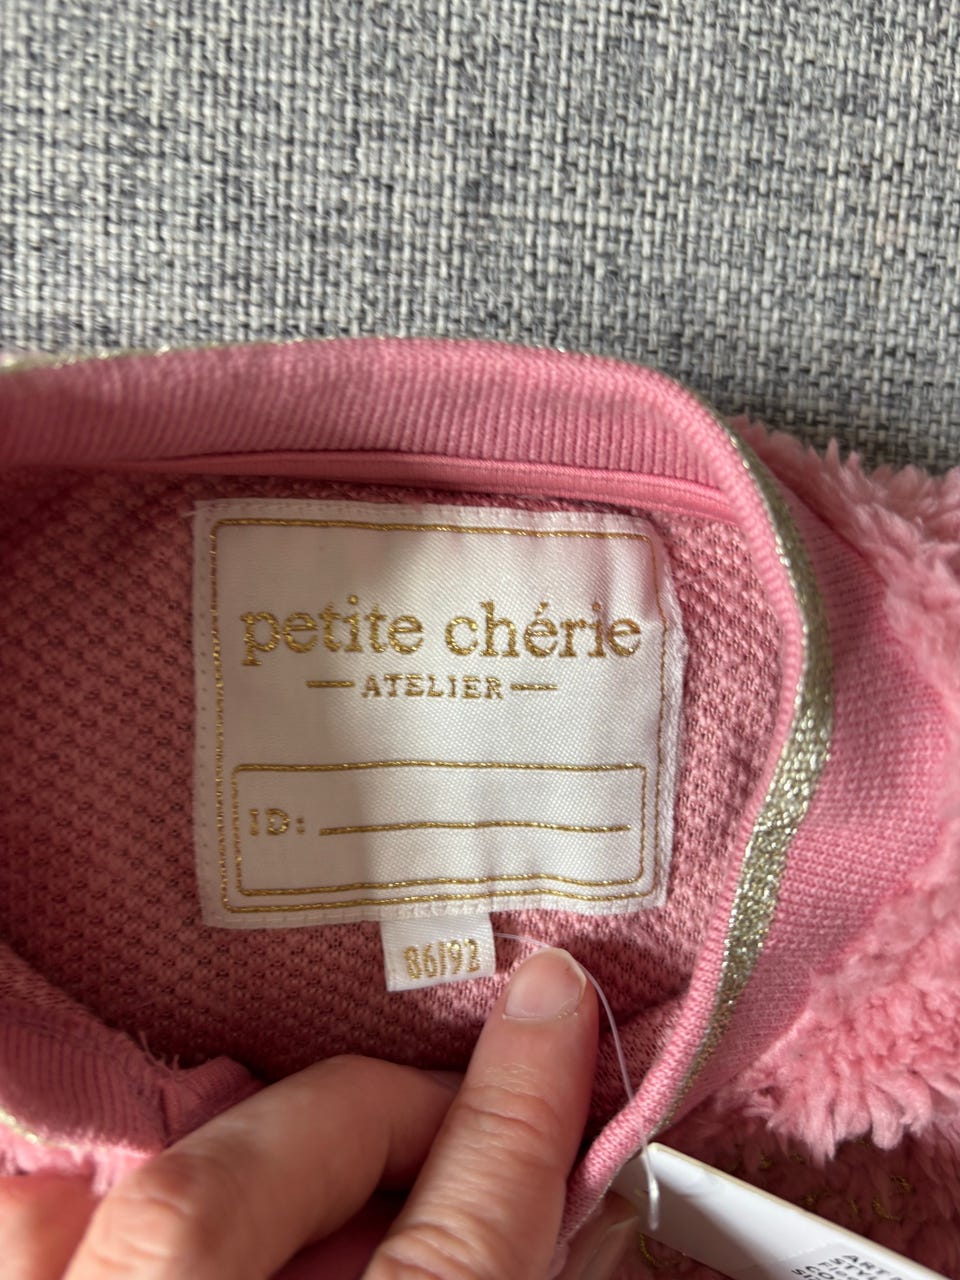 petite chérie
ATELIER
ID:
86/92